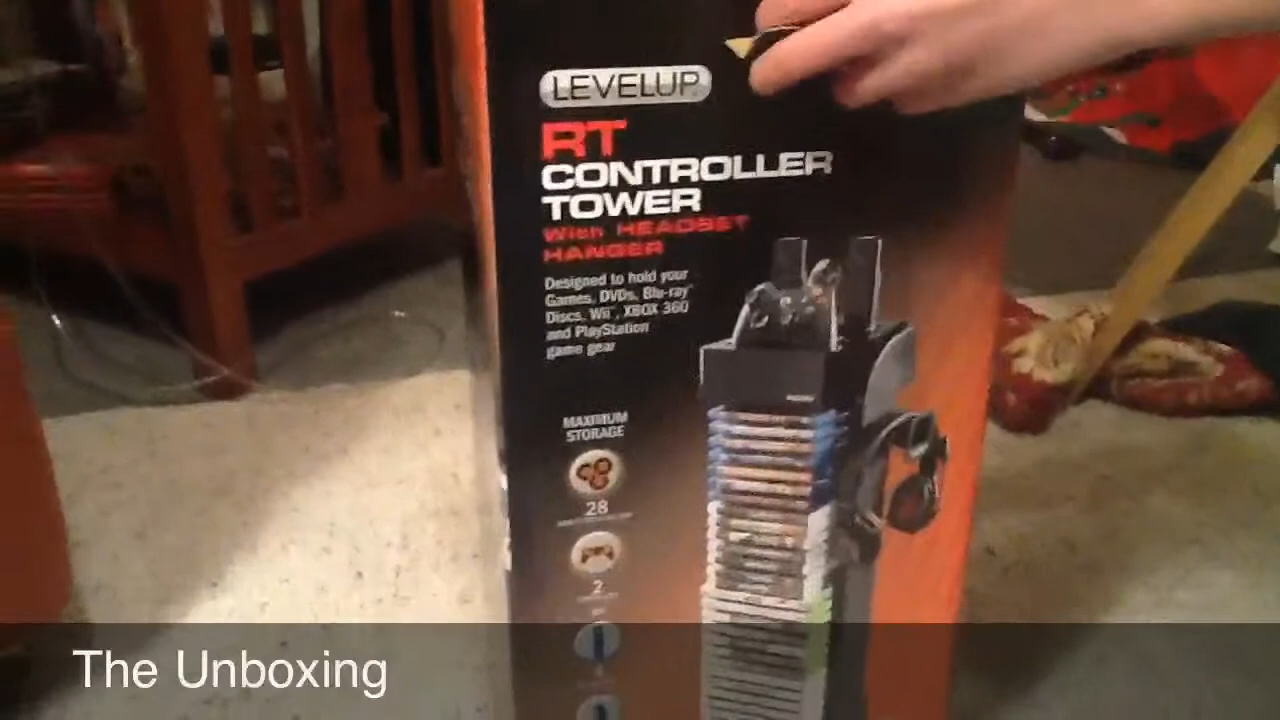 LEVELUP
RT
CONTROLLER
TOWER
With HEADSET
HANGER
Designed to hold your
Games, DVDs, Blu-ray
Discs, Wii™, XBOX 360
and PlayStation
game gear
MAXIMUM
STORAGE
28
2
The Unboxing